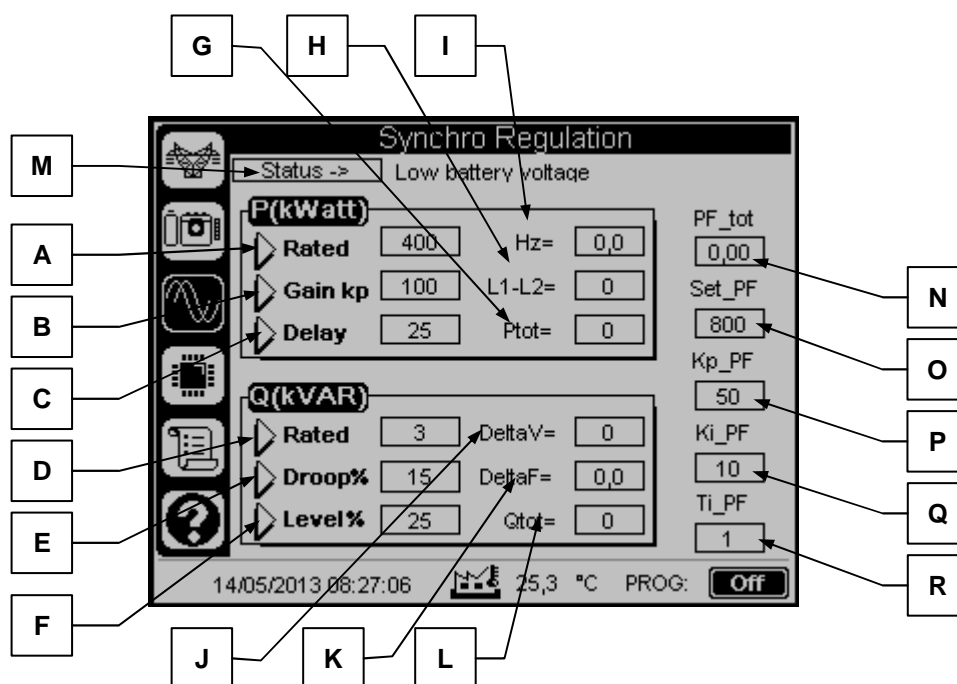 G H I
Synchro Regulation
M
Status -> Low battery voltage
P(kWatt)
PF_tot
A
Rated 400 Hz= 0,0
0,00
N
B
Gain kp 100 L1-L2= 0
Set_PF
800
O
C
Delay 25 Ptot= 0
Kp_PF
50
P
Q(kVAR)
D
Rated 3 DeltaV= 0
Ki_PF
E
Droop% 15 DeltaF= 0,0
10
Q
Ti_PF
F
Level% 25 Qtot= 0
1
R
14/05/2013 08:27:06 25,3 °C PROG: Off
J K L